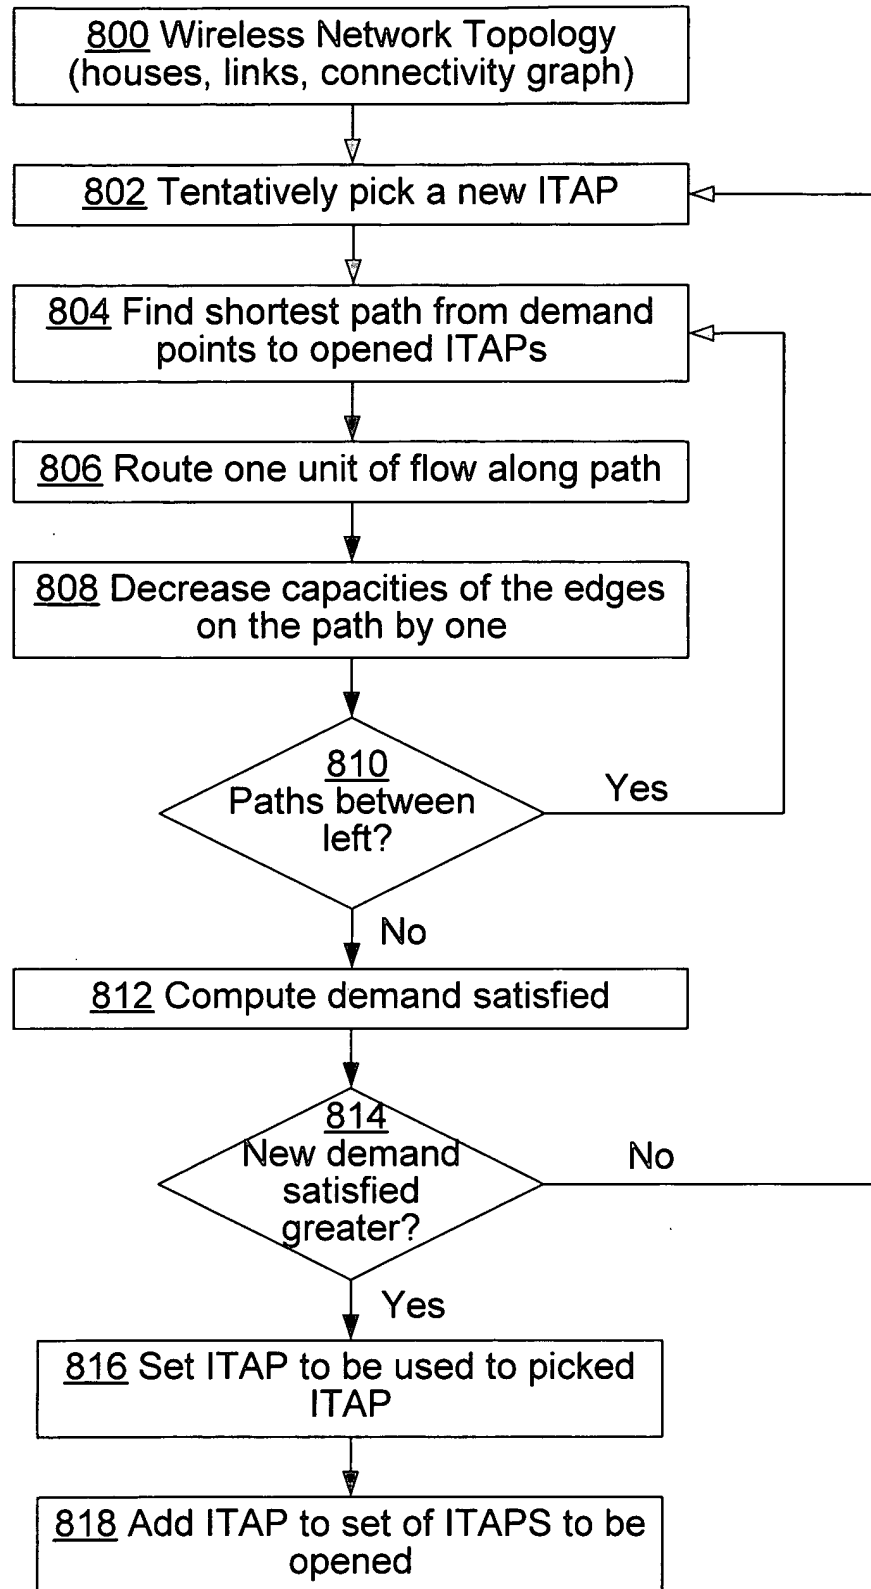 800 Wireless Network Topology
(houses, links, connectivity graph)
802 Tentatively pick a new ITAP
804 Find shortest path from demand
points to opened ITAPs
806 Route one unit of flow along path
808 Decrease capacities of the edges
on the path by one
810
Paths between
left?
Yes
No
812 Compute demand satisfied
814
New demand
satisfied
greater?
No
Yes
816 Set ITAP to be used to picked
ITAP
818 Add ITAP to set of ITAPS to be
opened